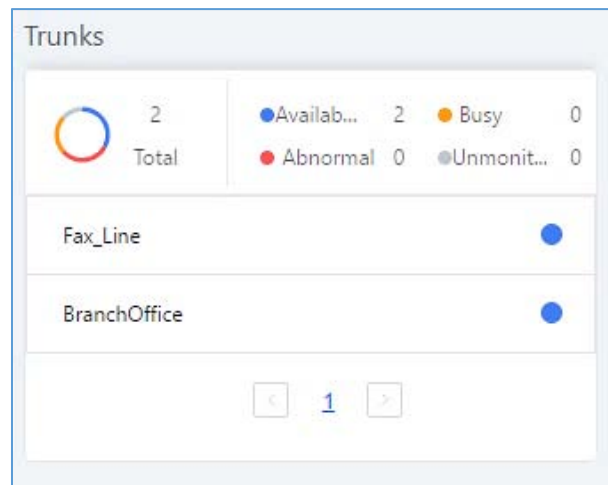 Trunks
2 Total
Availab... 2 Busy 0
Abnormal 0 Unmonit... 0
Fax_Line
BranchOffice
< 1 >